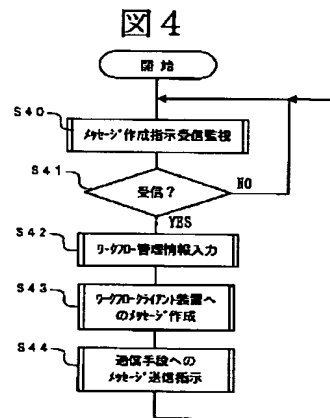 図4
開始
S40
メッセージ作成指示受信監視
S41
受信?
NO
YES
S42
ワークフロー管理情報入力
S43
ワークフロークライアント装置へ
のメッセージ作成
S44
通信手段への
メッセージ送信指示